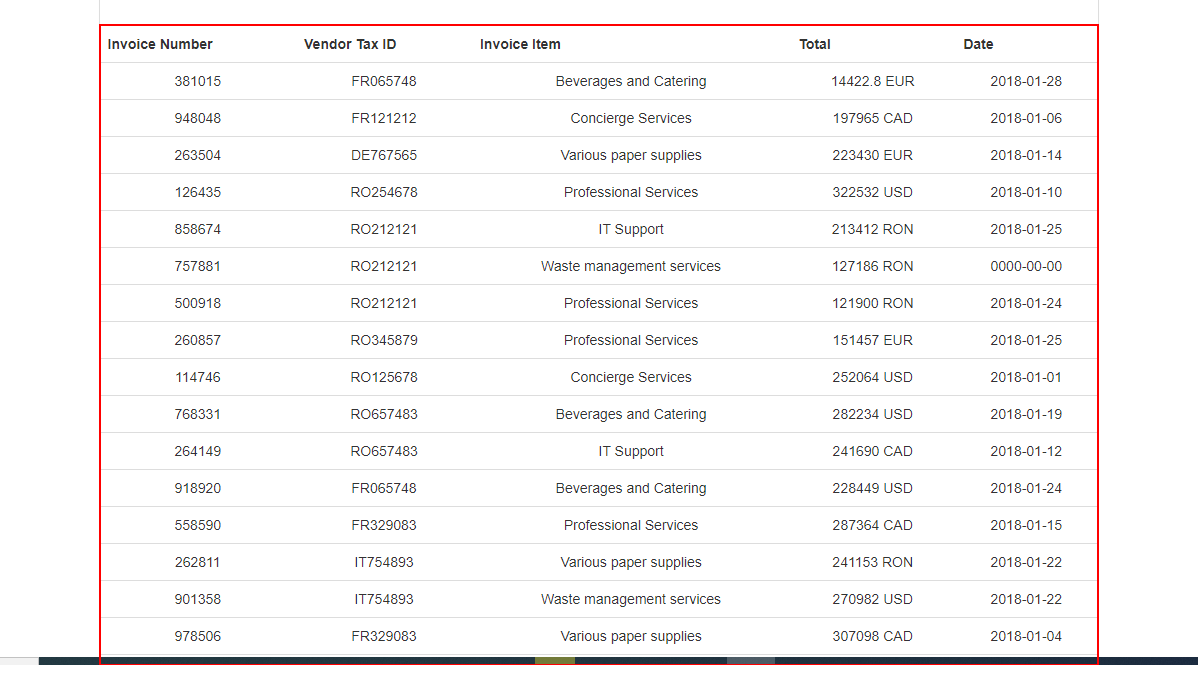 Invoice Number Vendor Tax ID Invoice Item Total Date
381015 FR065748 Beverages and Catering 14422.8 EUR 2018-01-28
948048 FR121212 Concierge Services 197965 CAD 2018-01-06
263504 DE767565 Various paper supplies 223430 EUR 2018-01-14
126435 RO254678 Professional Services 322532 USD 2018-01-10
858674 RO212121 IT Support 213412 RON 2018-01-25
757881 RO212121 Waste management services 127186 RON 0000-00-00
500918 RO212121 Professional Services 121900 RON 2018-01-24
260857 RO345879 Professional Services 151457 EUR 2018-01-25
114746 RO125678 Concierge Services 252064 USD 2018-01-01
768331 RO657483 Beverages and Catering 282234 USD 2018-01-19
264149 RO657483 IT Support 241690 CAD 2018-01-12
918920 FR065748 Beverages and Catering 228449 USD 2018-01-24
558590 FR329083 Professional Services 287364 CAD 2018-01-15
262811 IT754893 Various paper supplies 241153 RON 2018-01-22
901358 IT754893 Waste management services 270982 USD 2018-01-22
978506 FR329083 Various paper supplies 307098 CAD 2018-01-04